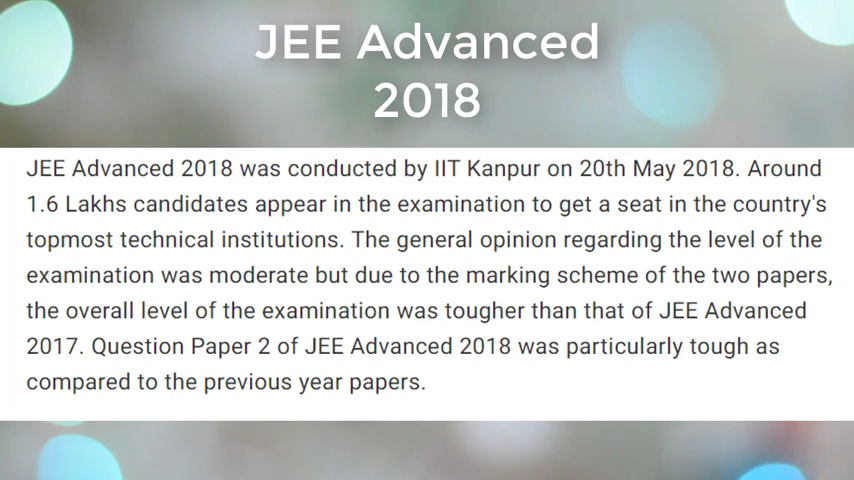 JEE Advanced
2018
JEE Advanced 2018 was conducted by IIT Kanpur on 20th May 2018. Around
1.6 Lakhs candidates appear in the examination to get a seat in the country's
topmost technical institutions. The general opinion regarding the level of the
examination was moderate but due to the marking scheme of the two papers,
the overall level of the examination was tougher than that of JEE Advanced
2017. Question Paper 2 of JEE Advanced 2018 was particularly tough as
compared to the previous year papers.